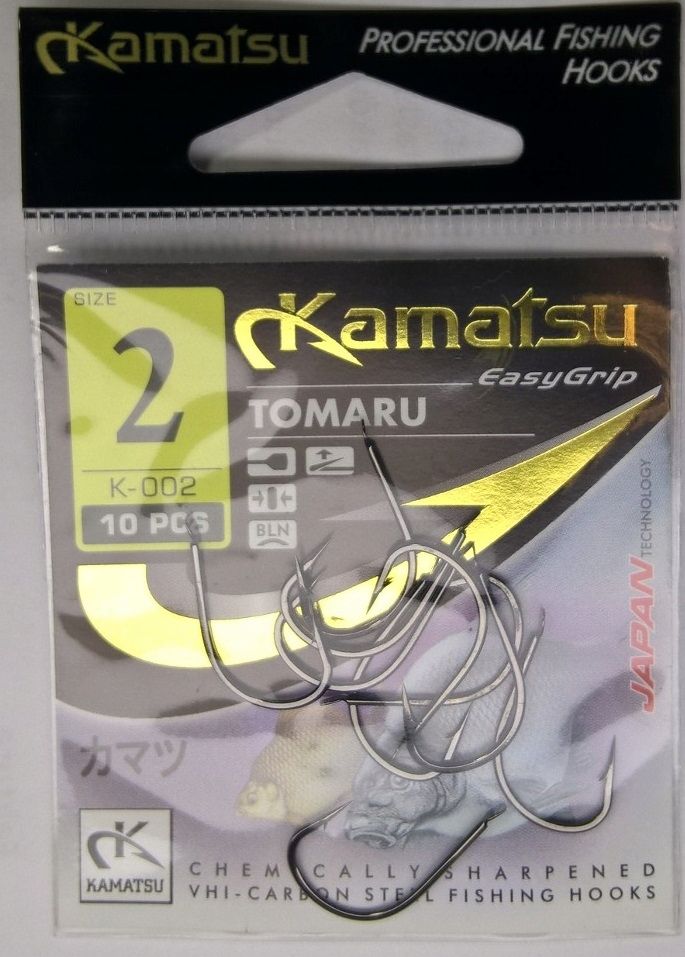 Kamatsu
PROFESSIONAL FISHING
HOOKS
SIZE
2
K-002
10 PCS
Kamatsu
EasyGrip
TOMARU
BLN
JAPAN
TECHNOLOGY
カマツ
K
KAMATSU
CHEMICALLY SHARPENED
VHI-CARBON STEEL FISHING HOOKS